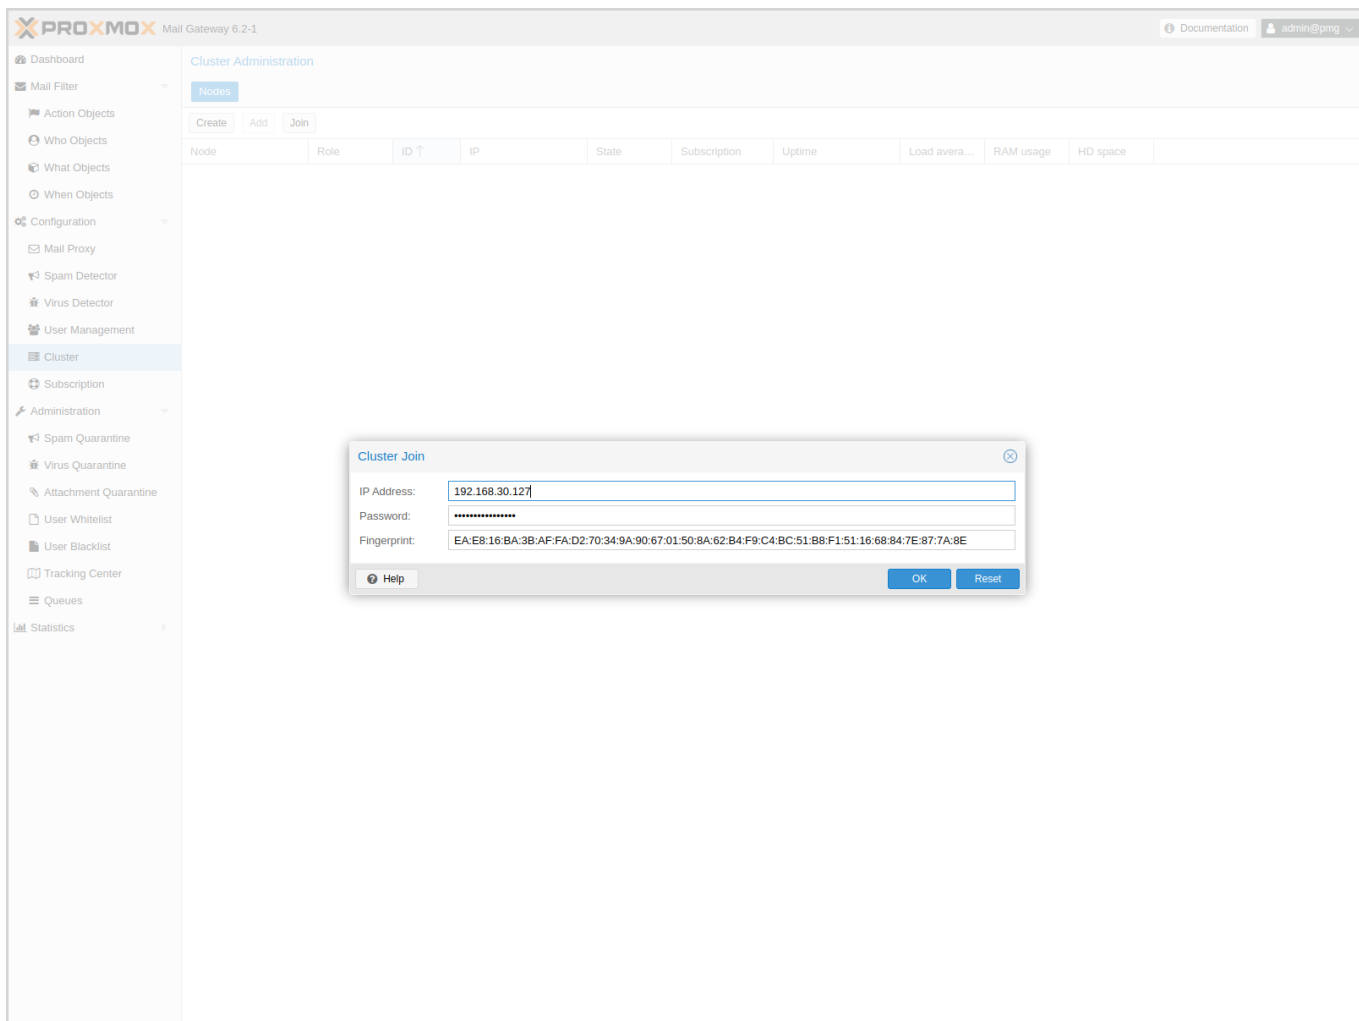 PROXMOX Mail Gateway 6.2-1 Documentation admin@pmg
Dashboard
Mail Filter
Action Objects
Who Objects
What Objects
When Objects
Configuration
Mail Proxy
Spam Detector
Virus Detector
User Management
Cluster
Subscription
Administration
Spam Quarantine
Virus Quarantine
Attachment Quarantine
User Whitelist
User Blacklist
Tracking Center
Queues
Statistics
Cluster Administration
Nodes
Create Add Join
Node Role ID IP State Subscription Uptime Load avera... RAM usage HD space
Cluster Join
IP Address: 192.168.30.127
Password: ••••••••••••••••
Fingerprint: EA:E8:16:BA:3B:AF:FA:D2:70:34:9A:90:67:01:50:8A:62:B4:F9:C4:BC:51:B8:F1:51:16:68:84:7E:87:7A:8E
Help OK Reset